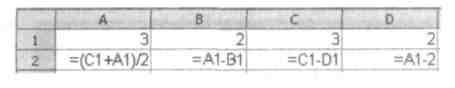 A B C D
1 3 2 3 2
2 =(C1+A1)/2 =A1-B1 =C1-D1 =A1-2